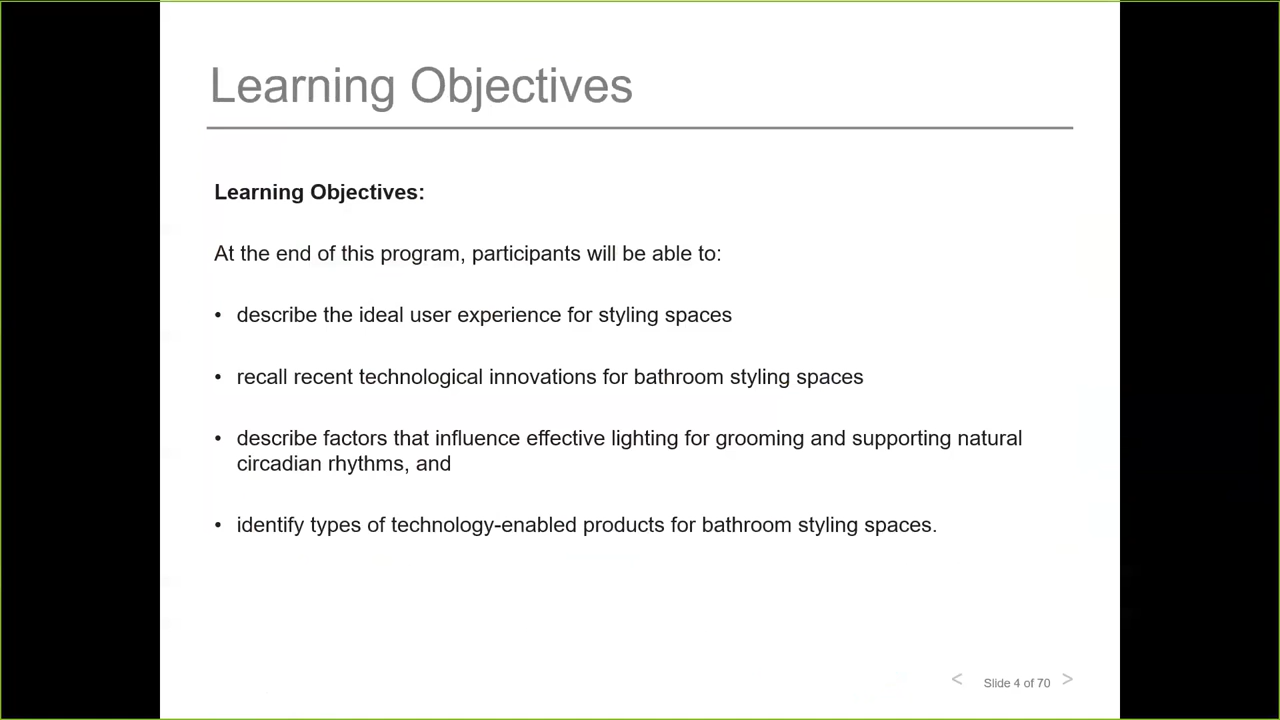 Learning Objectives
Learning Objectives:
At the end of this program, participants will be able to:
• describe the ideal user experience for styling spaces
• recall recent technological innovations for bathroom styling spaces
• describe factors that influence effective lighting for grooming and supporting natural
circadian rhythms, and
• identify types of technology-enabled products for bathroom styling spaces.
< Slide 4 of 70 >